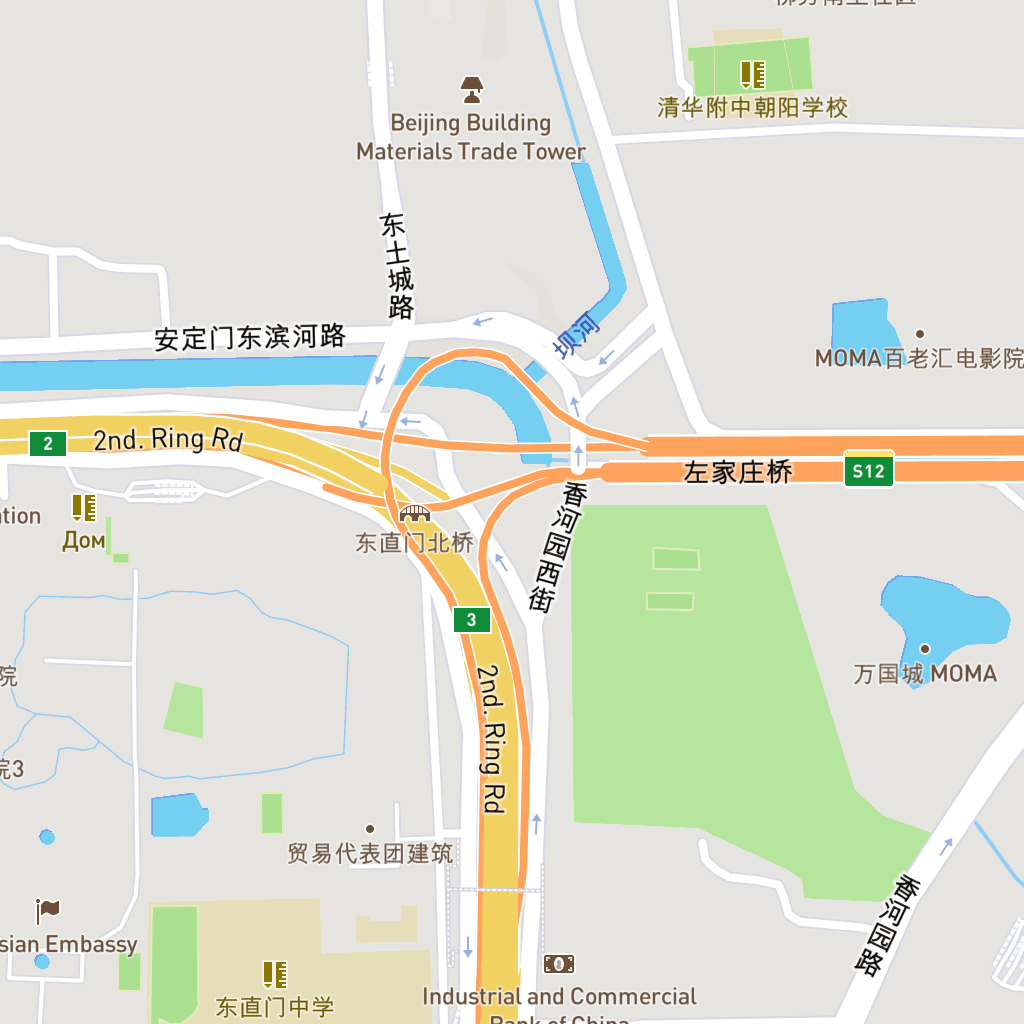 清华附中朝阳学校
Beijing Building
Materials Trade Tower
东土城路
安定门东滨河路
坝河
MOMA百老汇电影院
2
2nd. Ring Rd
左家庄桥
S12
香河园西街
Дом
东直门北桥
3
万国城 MOMA
院
2nd. Ring Rd
院3
贸易代表团建筑
香河园路
Embassy
东直门中学
Industrial and Commercial
Bank of China